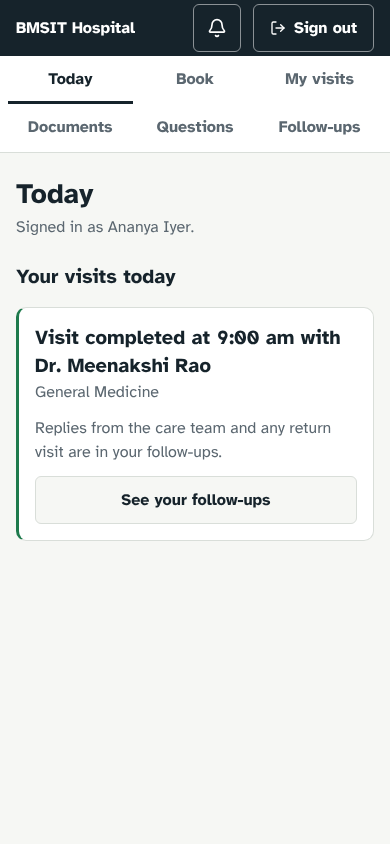 BMSIT Hospital
Sign out
Today
Book
My visits
Documents
Questions
Follow-ups
Today
Signed in as Ananya Iyer.
Your visits today
Visit completed at 9:00 am with
Dr. Meenakshi Rao
General Medicine
Replies from the care team and any return
visit are in your follow-ups.
See your follow-ups